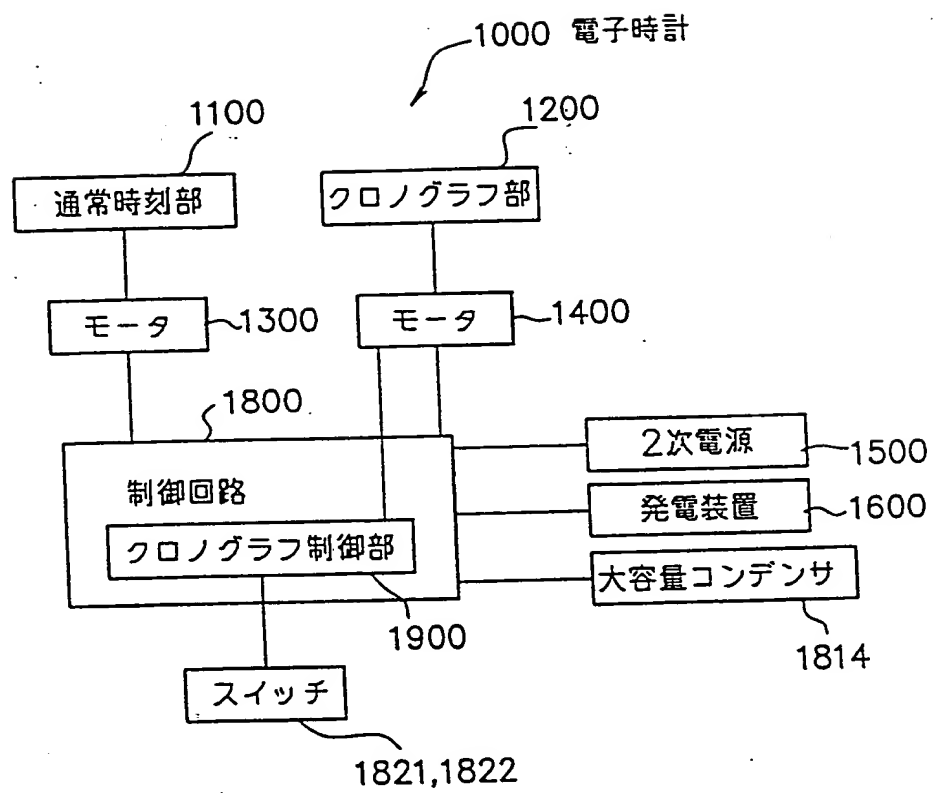 1000 電子時計
1100
1200
通常時刻部
クロノグラフ部
モータ
1300
モータ
1400
1800
2次電源
1500
制御回路
発電装置
1600
クロノグラフ制御部
大容量コンデンサ
1900
1814
スイッチ
1821,1822